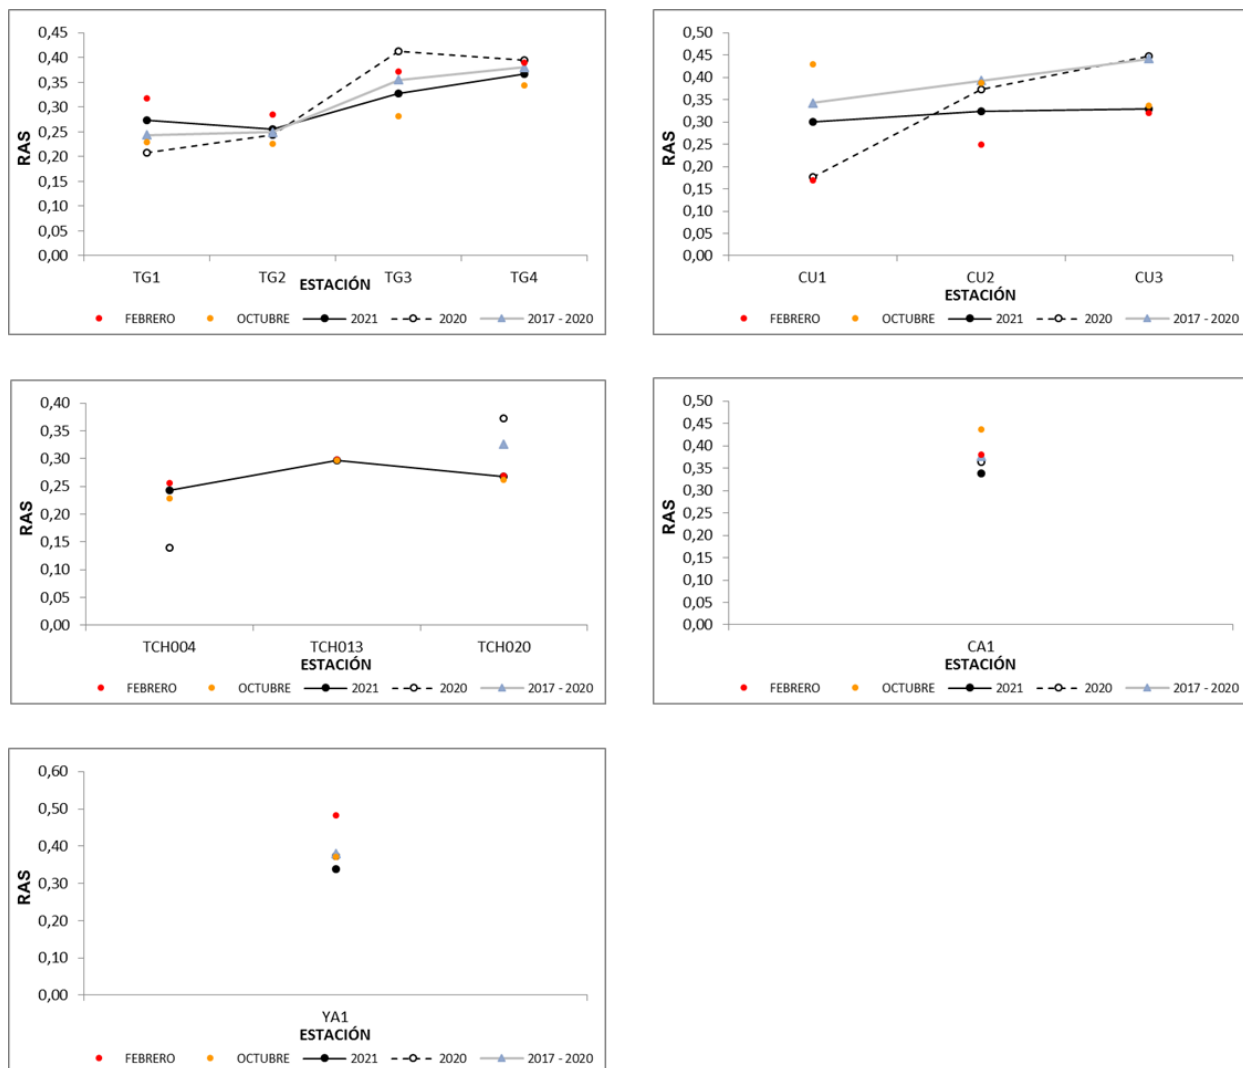 0,45
0,40
0,35
0,30
0,25
0,20
0,15
0,10
0,05
0,00
RAS
TG1 TG2 TG3 TG4
ESTACIÓN
FEBRERO OCTUBRE 2021 2020 2017 - 2020
0,50
0,45
0,40
0,35
0,30
0,25
0,20
0,15
0,10
0,05
0,00
RAS
CU1 CU2 CU3
ESTACIÓN
FEBRERO OCTUBRE 2021 2020 2017 - 2020
0,40
0,35
0,30
0,25
0,20
0,15
0,10
0,05
0,00
RAS
TCH004 TCH013 TCH020
ESTACIÓN
FEBRERO OCTUBRE 2021 2020 2017 - 2020
0,50
0,45
0,40
0,35
0,30
0,25
0,20
0,15
0,10
0,05
0,00
RAS
CA1
ESTACIÓN
FEBRERO OCTUBRE 2021 2020 2017 - 2020
0,60
0,50
0,40
0,30
0,20
0,10
0,00
RAS
YA1
ESTACIÓN
FEBRERO OCTUBRE 2021 2020 2017 - 2020